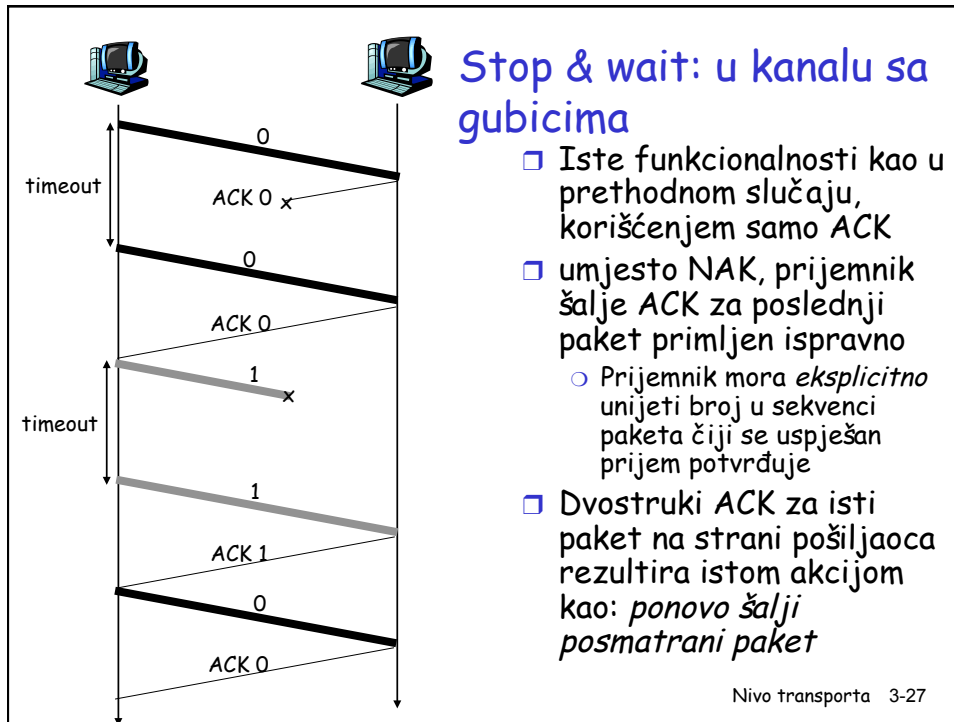 Stop & wait: u kanalu sa
gubicima
0
timeout
ACK 0
x
0
ACK 0
1
x
timeout
1
ACK 1
0
ACK 0
Iste funkcionalnosti kao u
prethodnom slučaju,
korišćenjem samo ACK
umjesto NAK, prijemnik
šalje ACK za poslednji
paket primljen ispravno
Prijemnik mora eksplicitno
unijeti broj u sekvenci
paketa čiji se uspješan
prijem potvrđuje
Dvostruki ACK za isti
paket na strani pošiljaoca
rezultira istom akcijom
kao: ponovo šalji
posmatrani paket
Nivo transporta 3-27